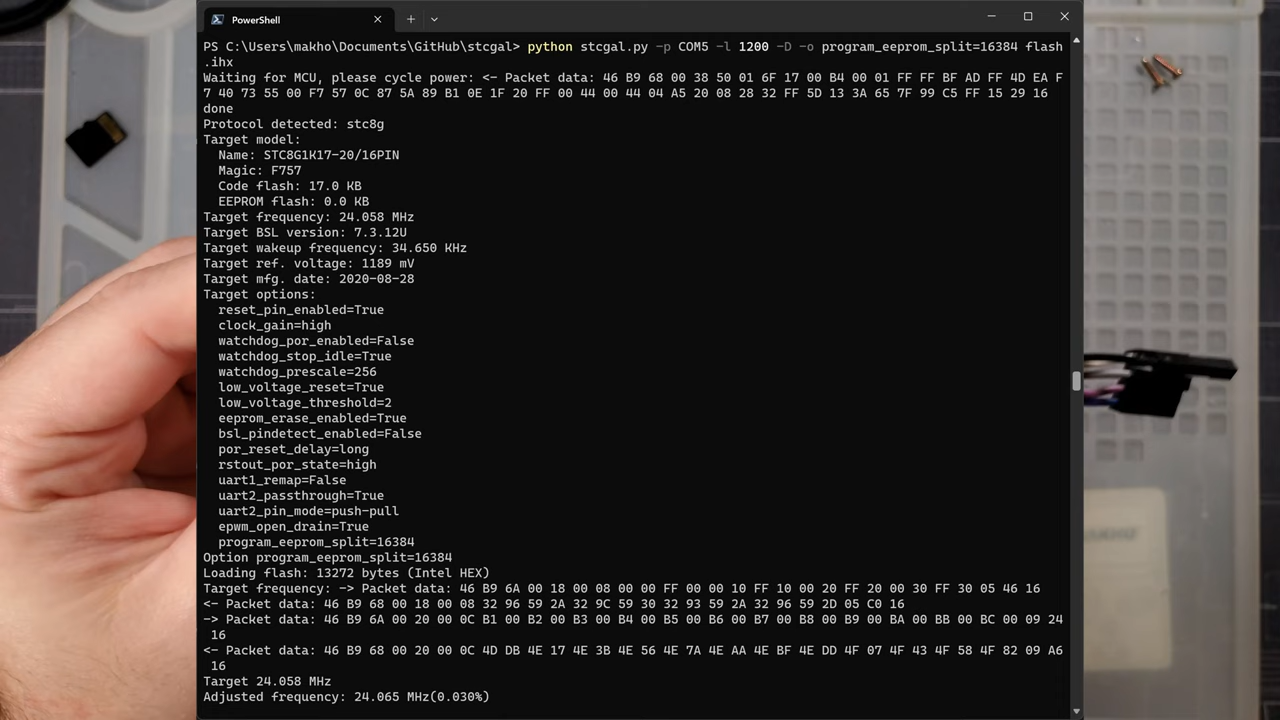 PowerShell
PS C:\Users\makho\Documents\GitHub\stcgal> python stcgal.py -p COM5 -l 1200 -D -o program_eeprom_split=16384 flash
.ihx
Waiting for MCU, please cycle power: <- Packet data: 46 B9 68 00 38 50 01 6F 17 00 B4 00 01 FF FF BF AD FF 4D EA F
7 40 73 55 00 F7 57 0C 87 5A 89 B1 0E 1F 20 FF 00 44 00 44 04 A5 20 08 28 32 FF 5D 13 3A 65 7F 99 C5 FF 15 29 16
done
Protocol detected: stc8g
Target model:
Name: STC8G1K17-20/16PIN
Magic: F757
Code flash: 17.0 KB
EEPROM flash: 0.0 KB
Target frequency: 24.058 MHz
Target BSL version: 7.3.12U
Target wakeup frequency: 34.650 KHz
Target ref. voltage: 1189 mV
Target mfg. date: 2020-08-28
Target options:
reset_pin_enabled=True
clock_gain=high
watchdog_por_enabled=False
watchdog_stop_idle=True
watchdog_prescale=256
low_voltage_reset=True
low_voltage_threshold=2
eeprom_erase_enabled=True
bsl_pindetect_enabled=False
por_reset_delay=long
rstout_por_state=high
uart1_remap=False
uart2_passthrough=True
uart2_pin_mode=push-pull
epwm_open_drain=True
program_eeprom_split=16384
Option program_eeprom_split=16384
Loading flash: 13272 bytes (Intel HEX)
Target frequency: -> Packet data: 46 B9 6A 00 18 00 08 00 00 FF 00 00 10 FF 10 00 20 FF 20 00 30 FF 30 05 46 16
<- Packet data: 46 B9 68 00 18 00 08 32 96 59 2A 32 9C 59 30 32 93 59 2A 32 96 59 2D 05 C0 16
-> Packet data: 46 B9 6A 00 20 00 0C B1 00 B2 00 B3 00 B4 00 B5 00 B6 00 B7 00 B8 00 B9 00 BA 00 BB 00 BC 00 09 24
16
<- Packet data: 46 B9 68 00 20 00 0C 4D DB 4E 17 4E 3B 4E 56 4E 7A 4E AA 4E BF 4E DD 4F 07 4F 43 4F 58 4F 82 09 A6
16
Target 24.058 MHz
Adjusted frequency: 24.065 MHz(0.030%)